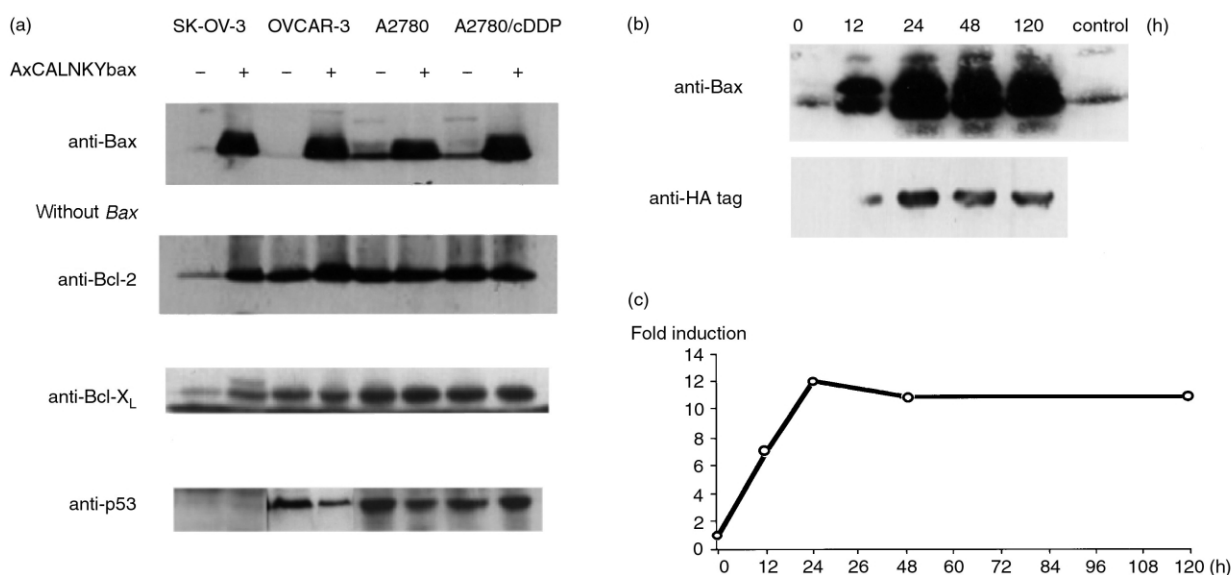 (a)
SK-OV-3 OVCAR-3 A2780 A2780/cDDP
AxCALNKYbax – + – + – + – +
anti-Bax
Without Bax
anti-Bcl-2
anti-Bcl-XL
anti-p53
(b)
0 12 24 48 120 control (h)
anti-Bax
anti-HA tag
(c)
Fold induction
14
12
10
8
6
4
2
0
0 12 24 26 48 60 72 84 96 108 120 (h)